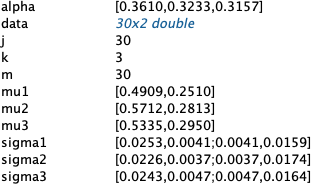 alpha [0.3610,0.3233,0.3157]
data 30x2 double
j 30
k 3
m 30
mu1 [0.4909,0.2510]
mu2 [0.5712,0.2813]
mu3 [0.5335,0.2950]
sigma1 [0.0253,0.0041;0.0041,0.0159]
sigma2 [0.0226,0.0037;0.0037,0.0174]
sigma3 [0.0243,0.0047;0.0047,0.0164]